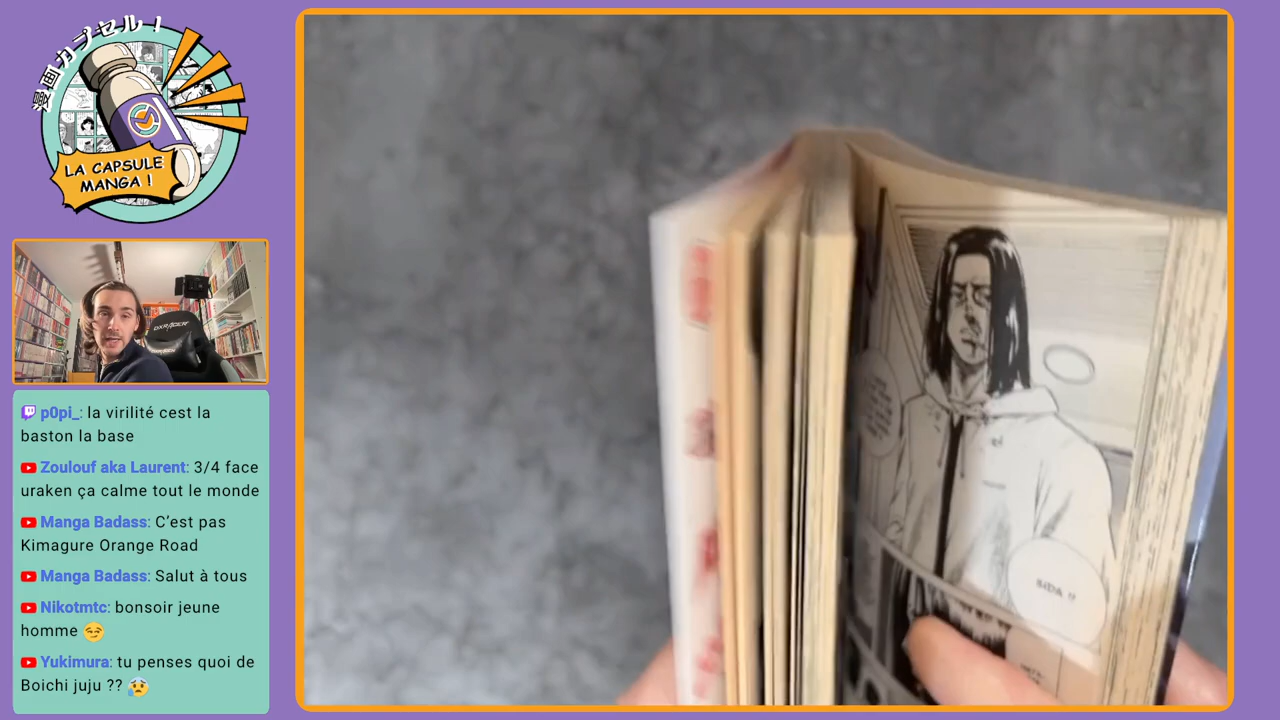 漫画カプセル！
LA CAPSULE
MANGA !
DXRACER
p0pi_: la virilité cest la
baston la base
Zoulouf aka Laurent: 3/4 face
uraken ça calme tout le monde
Manga Badass: C’est pas
Kimagure Orange Road
Manga Badass: Salut à tous
Nikotmtc: bonsoir jeune
homme 😏
Yukimura: tu penses quoi de
Boichi juju ?? 😰